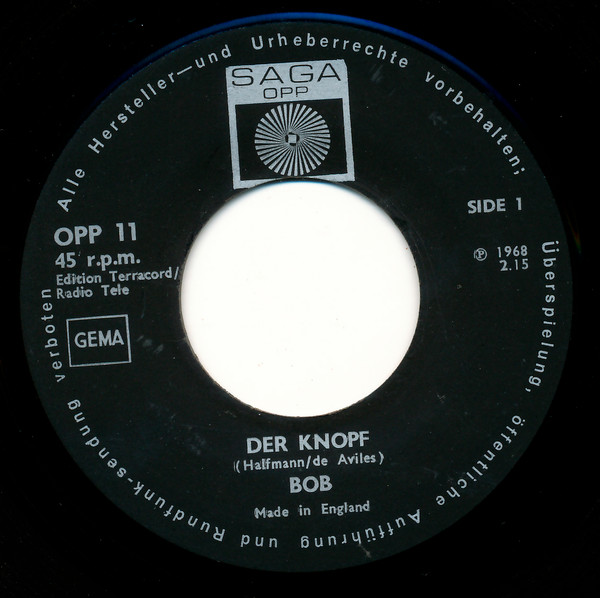 Alle Hersteller—und Urheberrechte vorbehalten;
Überspielung, öffentliche Aufführung und Rundfunk-sendung verboten
SAGA
OPP
OPP 11
45 r.p.m.
Edition Terracord/
Radio Tele
GEMA
SIDE 1
℗ 1968
2.15
DER KNOPF
(Halfmann/de Aviles)
BOB
Made in England